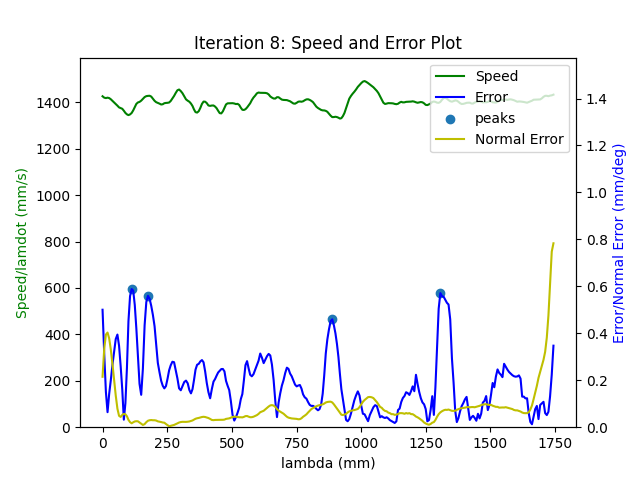 Iteration 8: Speed and Error Plot
Speed
Error
peaks
Normal Error
Speed/lamdot (mm/s)
1400
1200
1000
800
600
400
200
0
1.4
1.2
1.0
0.8
0.6
0.4
0.2
0.0
Error/Normal Error (mm/deg)
0 250 500 750 1000 1250 1500 1750
lambda (mm)